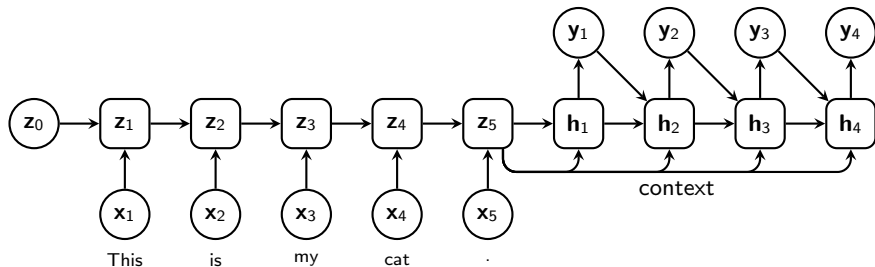 y₁ y₂ y₃ y₄
z₀ z₁ z₂ z₃ z₄ z₅ h₁ h₂ h₃ h₄
context
x₁ x₂ x₃ x₄ x₅
This is my cat .